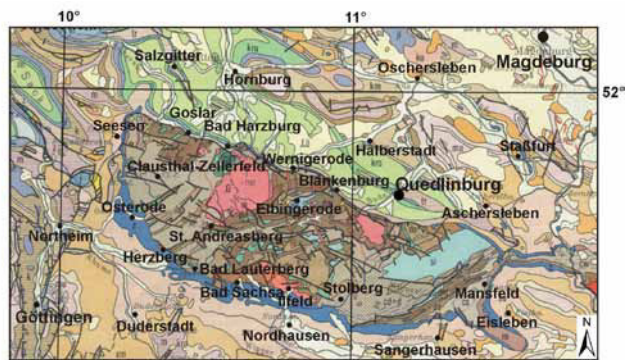 10°
11°
Salzgitter
Hornburg
Oschersleben
Magdeburg
52°
Goslar
Seesen
Bad Harzburg
Halberstadt
Staßfurt
Clausthal-Zellerfeld
Wernigerode
Blankenburg
Quedlinburg
Osterode
Elbingerode
Aschersleben
Northeim
St. Andreasberg
Herzberg
Bad Lauterberg
Bad Sachsa
Ilfeld
Stolberg
Mansfeld
Göttingen
Duderstadt
Nordhausen
Eisleben
Sangerhausen
N